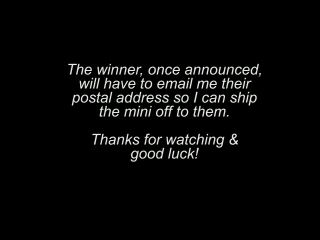 The winner, once announced,
will have to email me their
postal address so I can ship
the mini off to them.
Thanks for watching &
good luck!